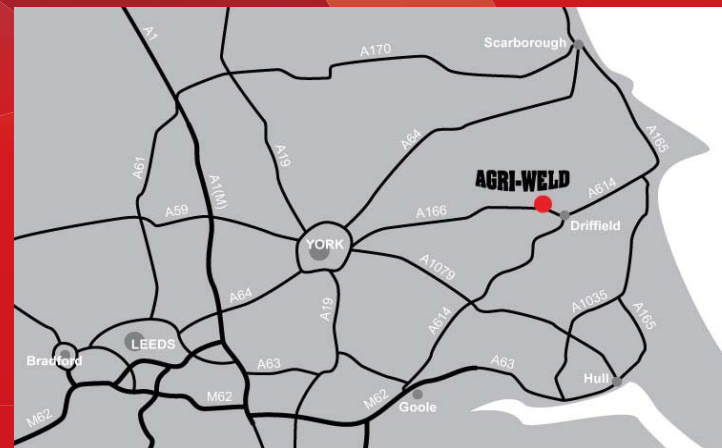 A1
Scarborough
A170
A64
A19
A165
A61
A1(M)
AGRI-WELD
A614
A59
A166
Driffield
YORK
A1079
A64
A19
A614
A1035
A165
LEEDS
Bradford
A63
A63
Hull
M62
M62
Goole
M62